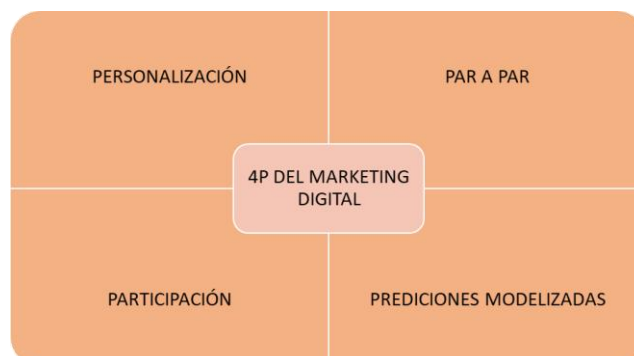 PERSONALIZACIÓN
PAR A PAR
4P DEL MARKETING
DIGITAL
PARTICIPACIÓN
PREDICIONES MODELIZADAS